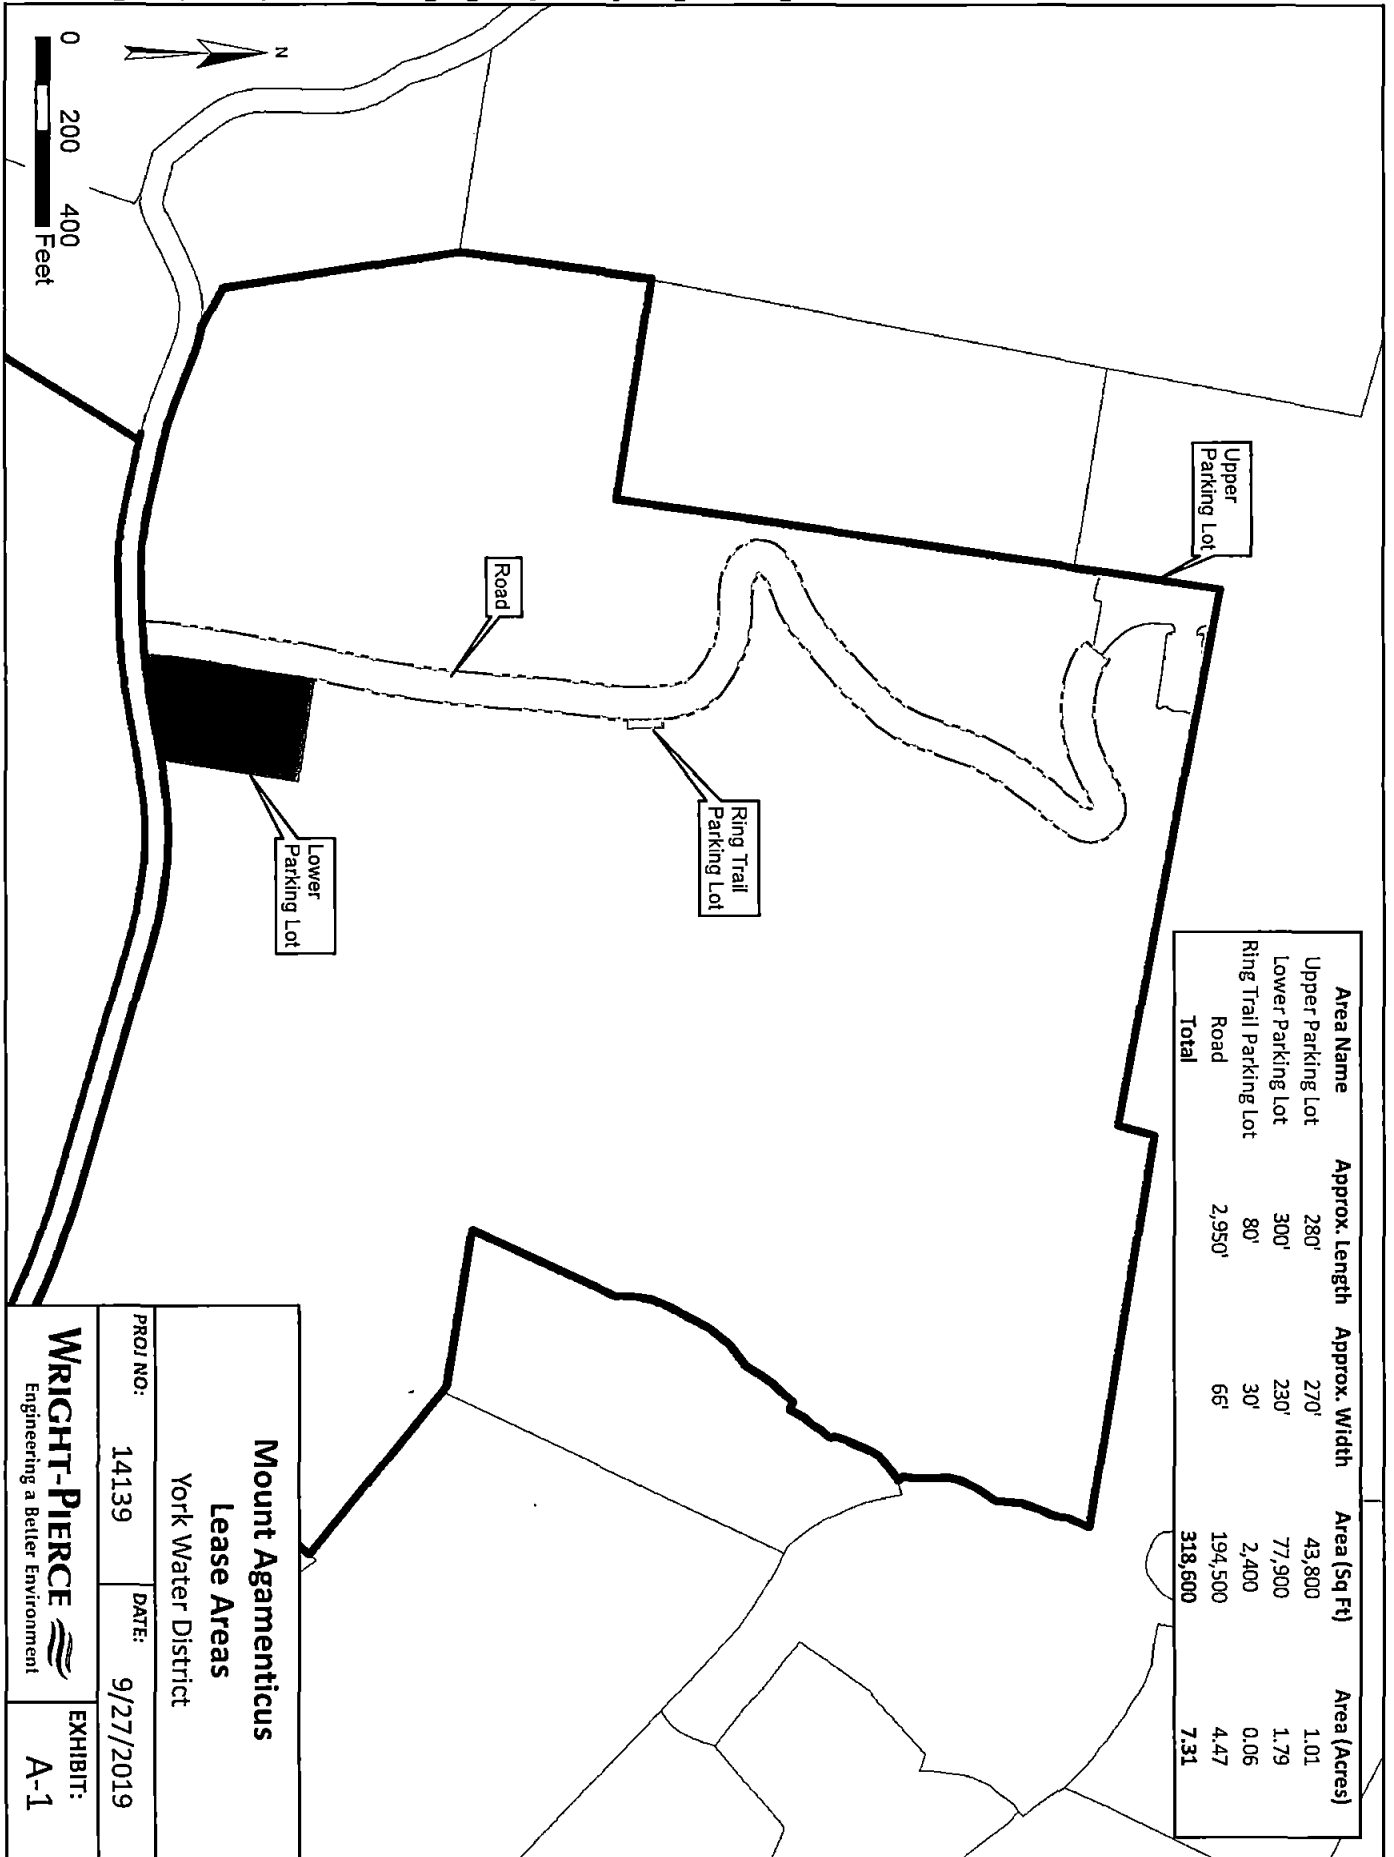 Area Name Approx. Length Approx. Width Area (Sq Ft) Area (Acres)
Upper Parking Lot 280' 270' 43,800 1.01
Lower Parking Lot 300' 230' 77,900 1.79
Ring Trail Parking Lot 80' 30' 2,400 0.06
Road 2,950' 66' 194,500 4.47
Total 318,600 7.31
Upper
Parking Lot
Ring Trail
Parking Lot
Road
Lower
Parking Lot
N
0 200 400
Feet
Mount Agamenticus
Lease Areas
York Water District
PROJ NO: 14139
DATE: 9/27/2019
WRIGHT-PIERCE
Engineering a Better Environment
EXHIBIT:
A-1